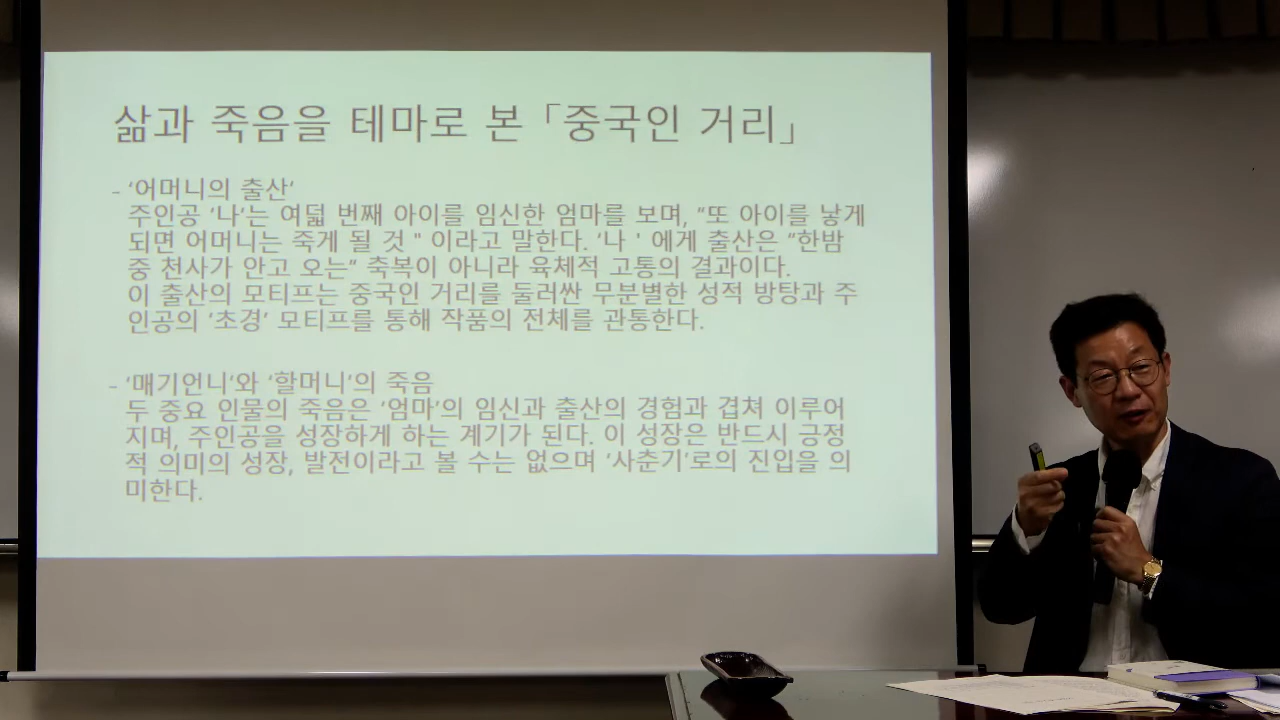 삶과 죽음을 테마로 본 「중국인 거리」
- ‘어머니의 출산’
주인공 ‘나’는 여덟 번째 아이를 임신한 엄마를 보며, “또 아이를 낳게
되면 어머니는 죽게 될 것 " 이라고 말한다. ‘나 ' 에게 출산은 “한밤
중 천사가 안고 오는” 축복이 아니라 육체적 고통의 결과이다.
이 출산의 모티프는 중국인 거리를 둘러싼 무분별한 성적 방탕과 주
인공의 ‘초경’ 모티프를 통해 작품의 전체를 관통한다.
- ‘매기언니’와 ‘할머니’의 죽음
두 중요 인물의 죽음은 ‘엄마’의 임신과 출산의 경험과 겹쳐 이루어
지며, 주인공을 성장하게 하는 계기가 된다. 이 성장은 반드시 긍정
적 의미의 성장, 발전이라고 볼 수는 없으며 ‘사춘기’로의 진입을 의
미한다.